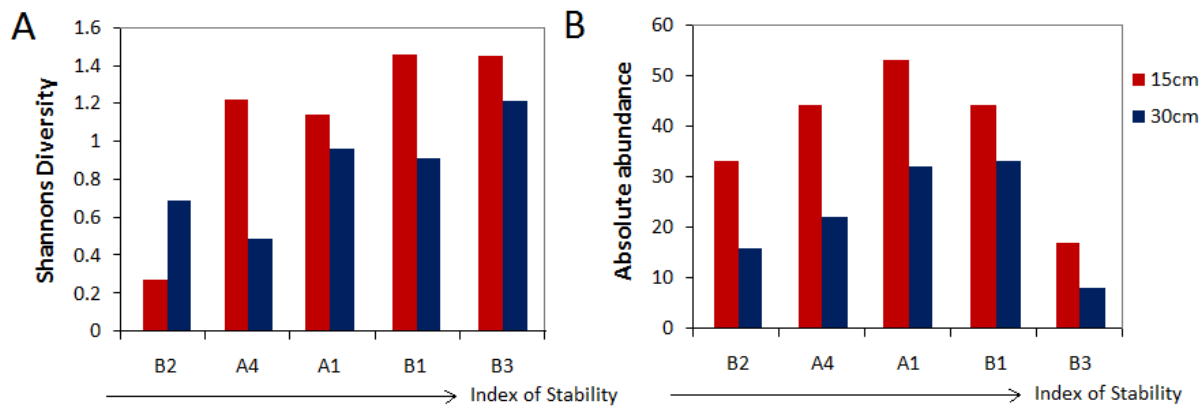 A
Shannons Diversity
1.6
1.4
1.2
1
0.8
0.6
0.4
0.2
0
B2 A4 A1 B1 B3
Index of Stability
B
Absolute abundance
60
50
40
30
20
10
0
B2 A4 A1 B1 B3
Index of Stability
15cm
30cm